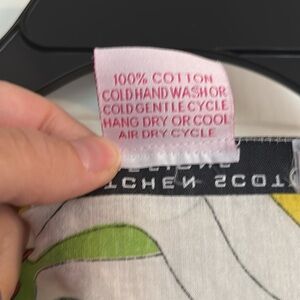 100% COTTON
COLD HAND WASH OR
COLD GENTLE CYCLE
HANG DRY OR COOL
AIR DRY CYCLE